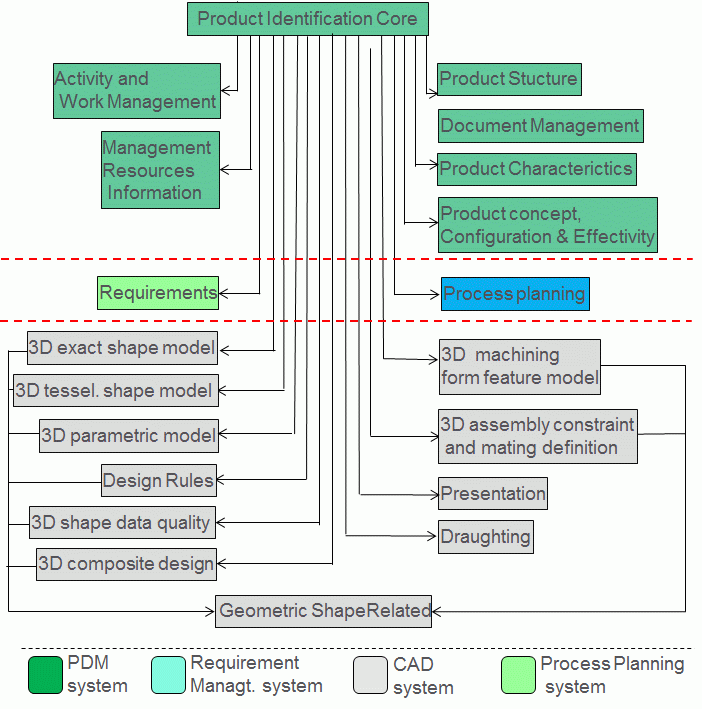 Product Identification Core
Activity and
Work Management
Management
Resources
Information
Product Stucture
Document Management
Product Characterictics
Product concept,
Configuration & Effectivity
Requirements
Process planning
3D exact shape model
3D tessel. shape model
3D parametric model
Design Rules
3D shape data quality
3D composite design
3D machining
form feature model
3D assembly constraint
and mating definition
Presentation
Draughting
Geometric ShapeRelated
PDM
system
Requirement
Managt. system
CAD
system
Process Planning
system